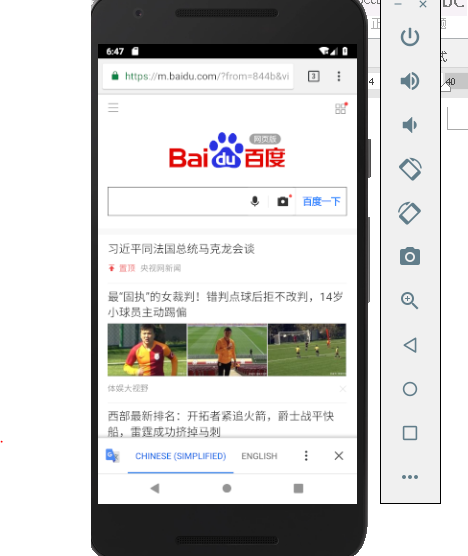 6:47
https://m.baidu.com/?from=844b&vi
3
Bai du 百度
网页版
百度一下
习近平同法国总统马克龙会谈
置顶 央视网新闻
最“固执”的女裁判！错判点球后拒不改判，14岁
小球员主动踢偏
体娱大视野
西部最新排名：开拓者紧追火箭，爵士战平快
船，雷霆成功挤掉马刺
CHINESE (SIMPLIFIED)
ENGLISH
40